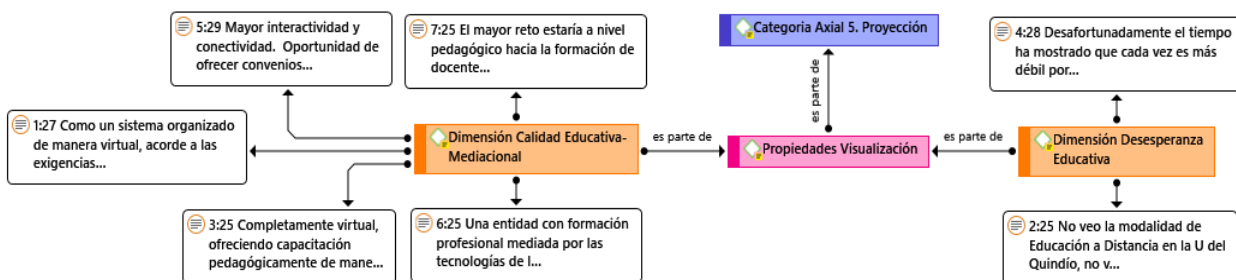 5:29 Mayor interactividad y
conectividad. Oportunidad de
ofrecer convenios...
7:25 El mayor reto estaría a nivel
pedagógico hacia la formación de
docente...
Categoria Axial 5. Proyección
4:28 Desafortunadamente el tiempo
ha mostrado que cada vez es más
débil por...
es parte de
1:27 Como un sistema organizado
de manera virtual, acorde a las
exigencias...
Dimensión Calidad Educativa-
Mediacional
es parte de
Propiedades Visualización
es parte de
Dimensión Desesperanza
Educativa
3:25 Completamente virtual,
ofreciendo capacitación
pedagógicamente de mane...
6:25 Una entidad con formación
profesional mediada por las
tecnologías de l...
2:25 No veo la modalidad de
Educación a Distancia en la U del
Quindío, no v...